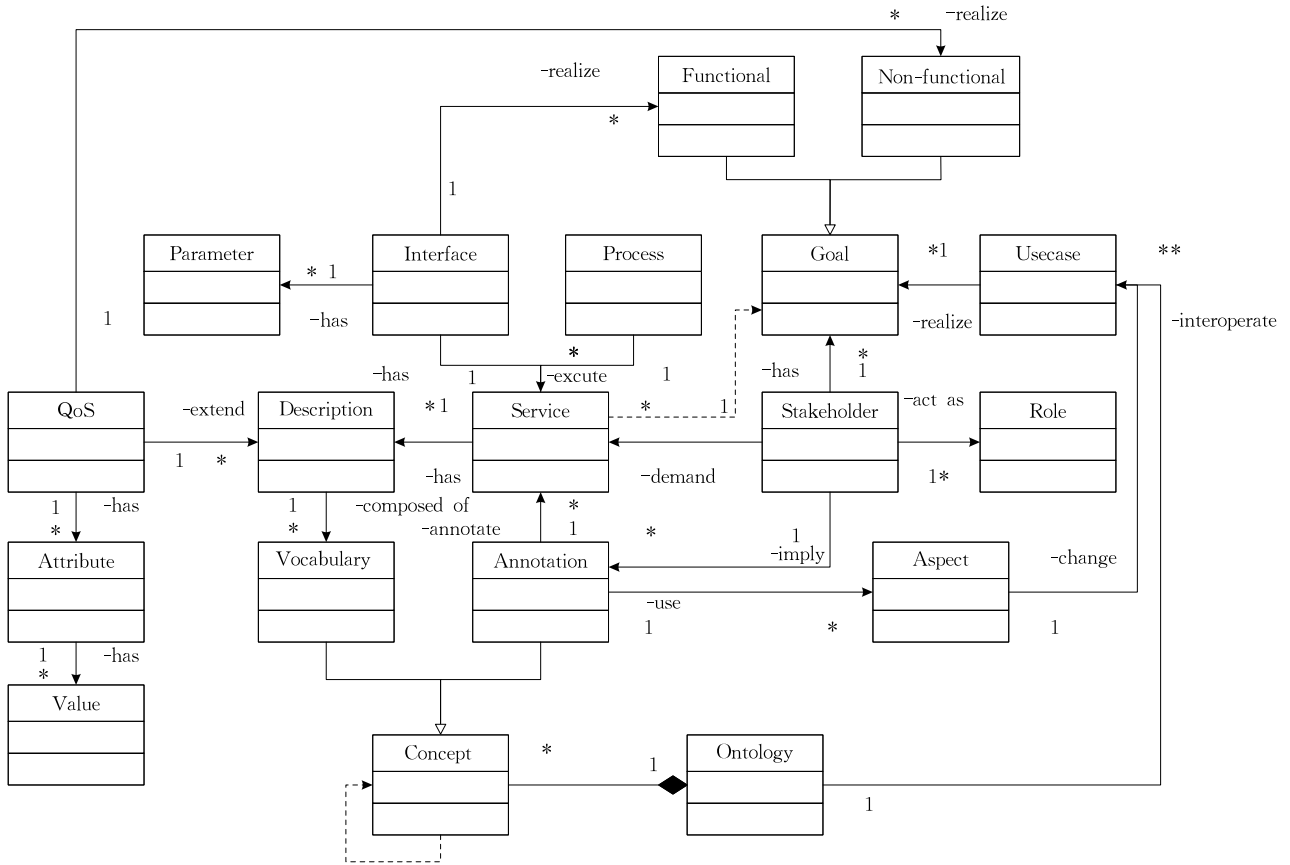 * -realize
-realize Functional Non-functional
*
1
Parameter Interface Process Goal *1 Usecase **
* 1
1 -has -realize -interoperate
* *
-has 1 -excute 1 -has 1
QoS -extend Description *1 Service * 1 Stakeholder -act as Role
1 * -has -demand 1*
1 -has 1 -composed of *
* * -annotate 1 * 1
Attribute Vocabulary Annotation -imply Aspect -change
-use
1 * 1
1 -has
*
Value
Concept * 1 Ontology
1